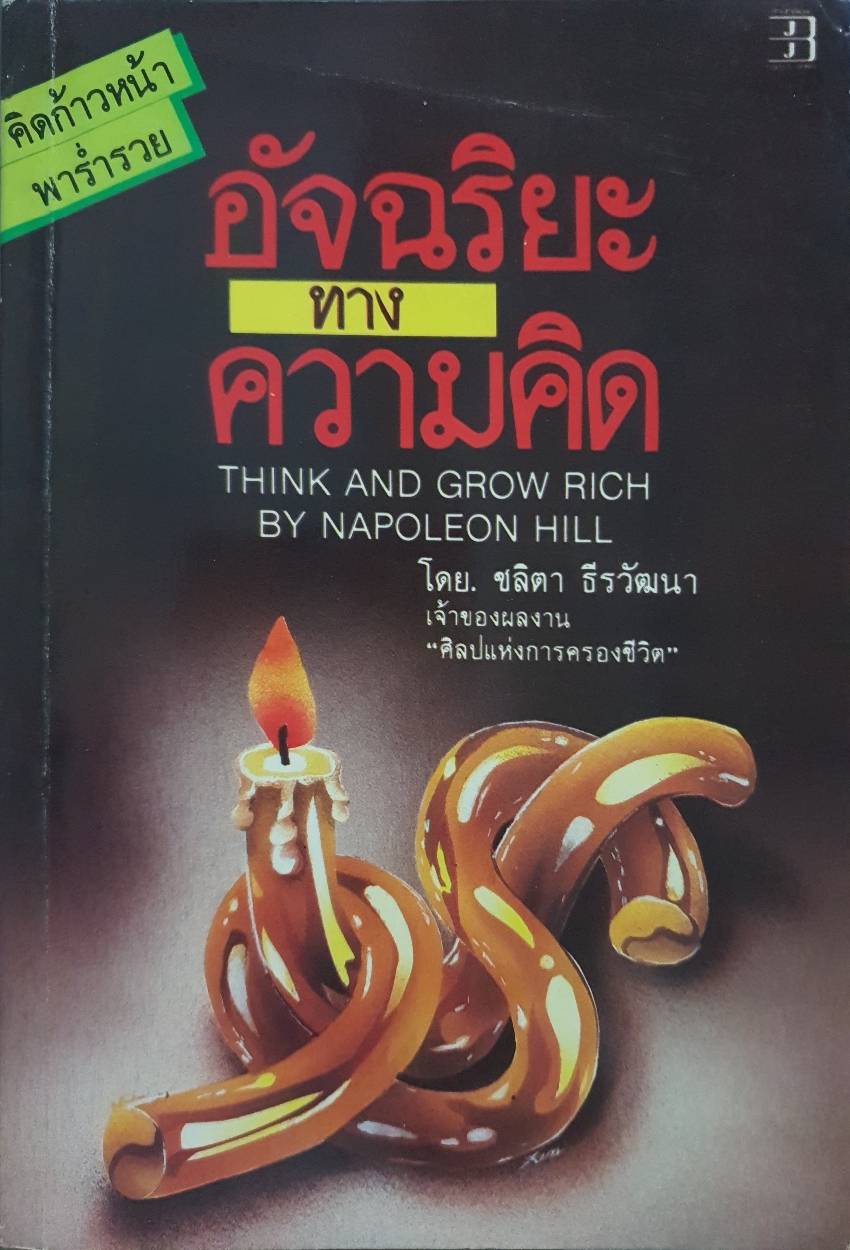 คิดก้าวหน้า
พาร่ำรวย
อัจฉริยะ
ทาง
ความคิด
THINK AND GROW RICH
BY NAPOLEON HILL
โดย. ชลิตา ธีรวัฒนา
เจ้าของผลงาน
“ศิลปแห่งการครองชีวิต”